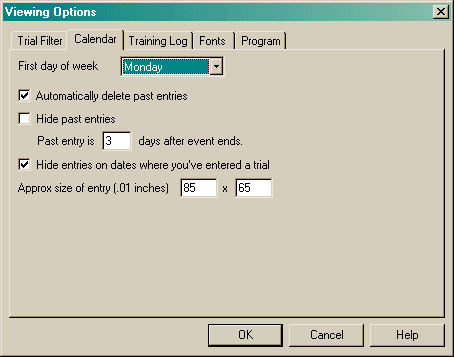 Viewing Options
Trial Filter Calendar Training Log Fonts Program
First day of week Monday
Automatically delete past entries
Hide past entries
Past entry is 3 days after event ends.
Hide entries on dates where you've entered a trial
Approx size of entry (.01 inches) 85 x 65
OK Cancel Help